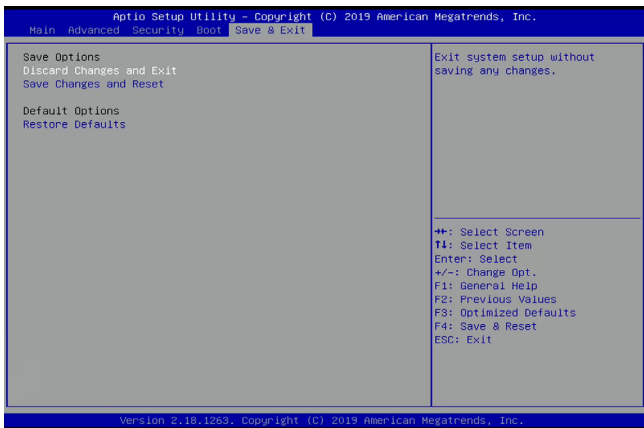 Aptio Setup Utility – Copyright (C) 2019 American Megatrends, Inc.
Main Advanced Security Boot Save & Exit
Save Options
Discard Changes and Exit
Save Changes and Reset
Default Options
Restore Defaults
Exit system setup without
saving any changes.
→←: Select Screen
↑↓: Select Item
Enter: Select
+/-: Change Opt.
F1: General Help
F2: Previous Values
F3: Optimized Defaults
F4: Save & Reset
ESC: Exit
Version 2.18.1263. Copyright (C) 2019 American Megatrends, Inc.